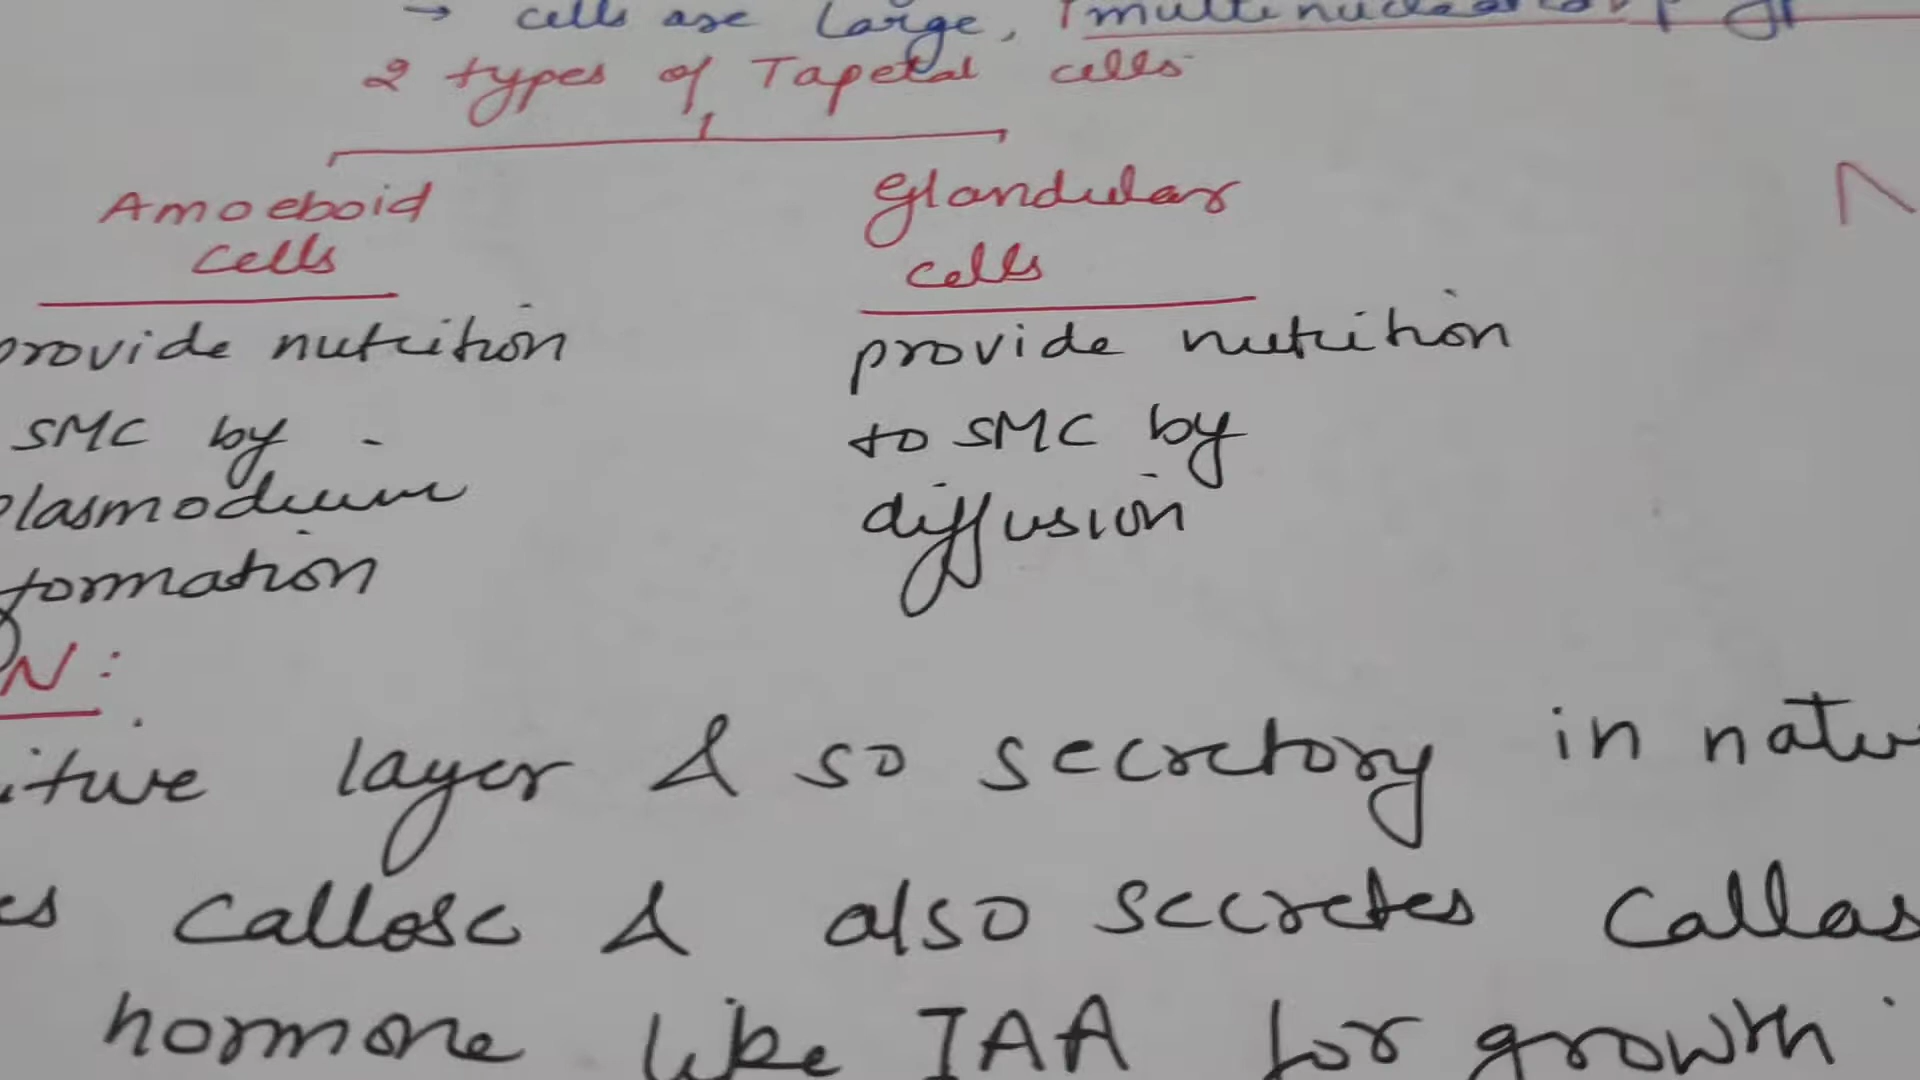 → cells are large,
2 types of Tapetal cells
Amoeboid cells
provide nutrition
SMC by
plasmodium
formation
Glandular cells
provide nutrition
to SMC by
diffusion
N:
layer & so secretory in
callose & also secretes
hormone like IAA for growth